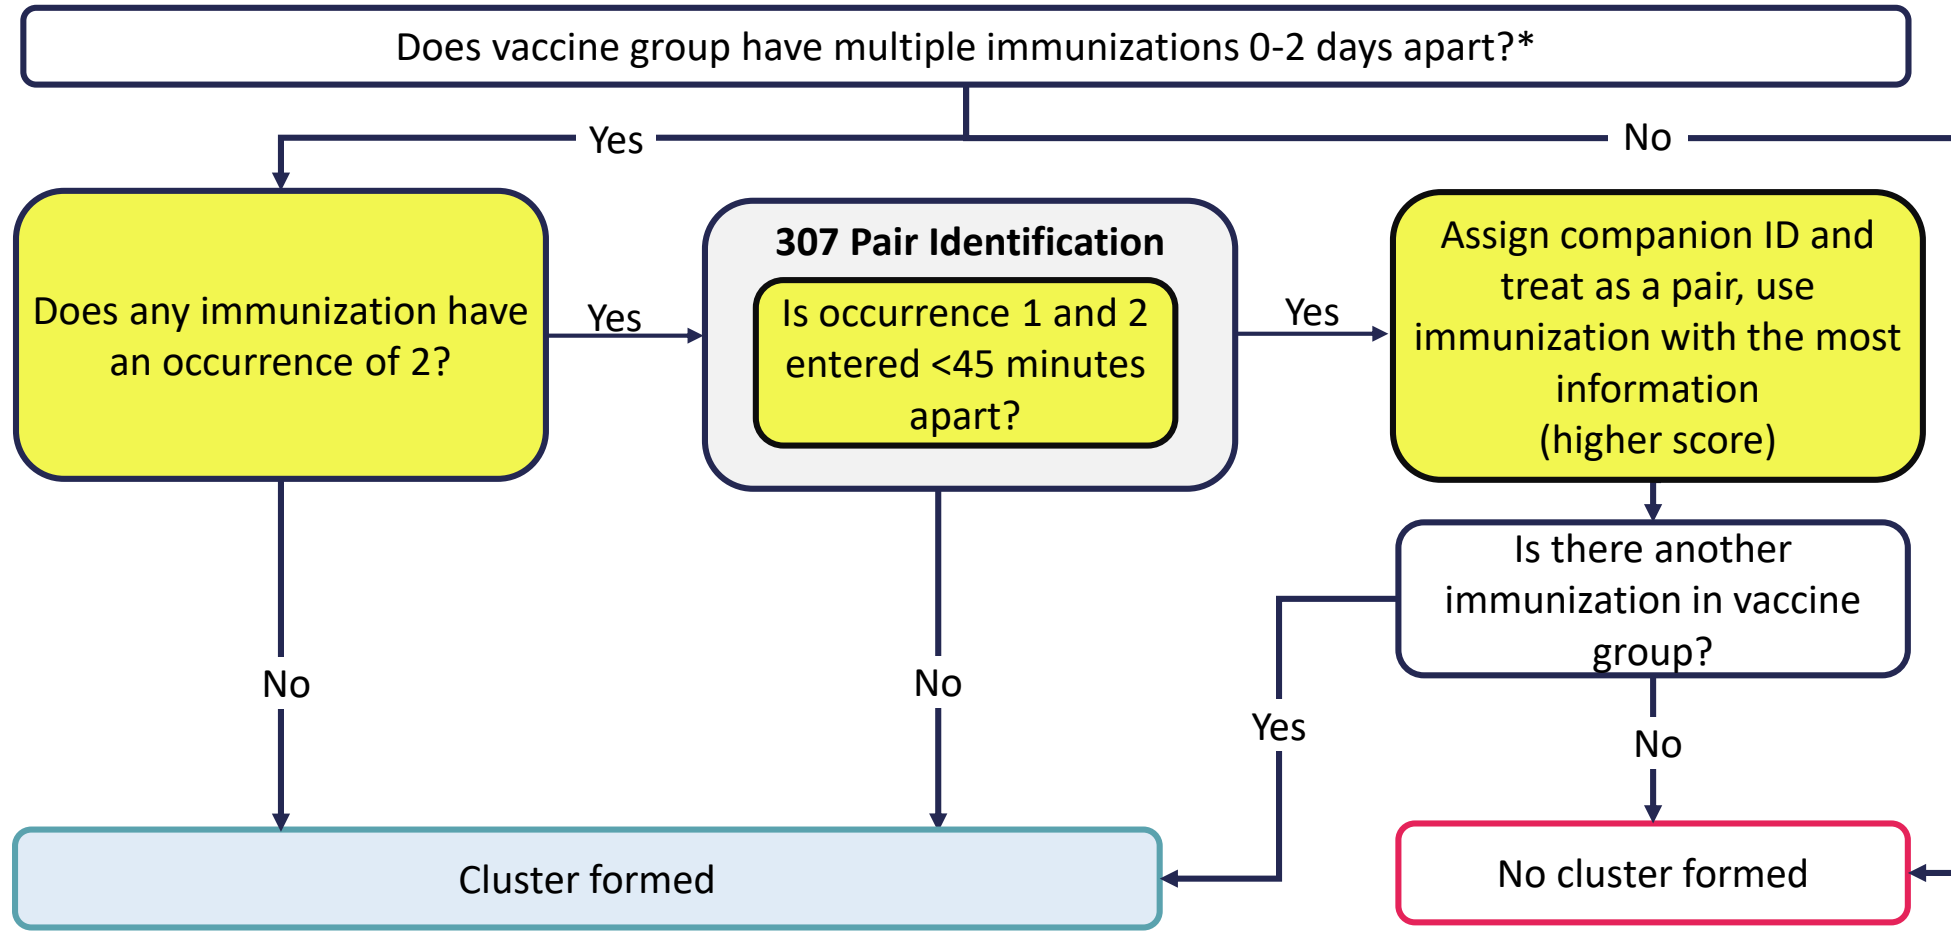 Does vaccine group have multiple immunizations 0-2 days apart?*
Yes
No
Does any immunization have
an occurrence of 2?
Yes
307 Pair Identification
Is occurrence 1 and 2
entered <45 minutes
apart?
Yes
Assign companion ID and
treat as a pair, use
immunization with the most
information
(higher score)
Is there another
immunization in vaccine
group?
No
No
Yes
No
Cluster formed
No cluster formed